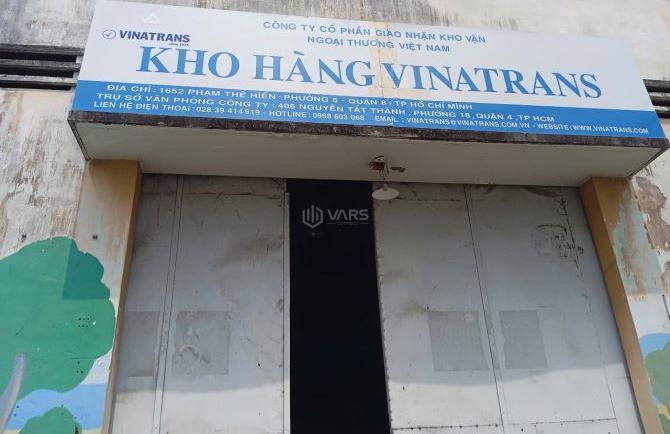 VINATRANS
SINCE 1975
CÔNG TY CỔ PHẦN GIAO NHẬN KHO VẬN
NGOẠI THƯƠNG VIỆT NAM
KHO HÀNG VINATRANS
ĐỊA CHỈ : 1652 PHẠM THẾ HIỂN - PHƯỜNG 6 - QUẬN 8 - TP HỒ CHÍ MINH
TRỤ SỞ VĂN PHÒNG CÔNG TY : 406 NGUYỄN TẤT THÀNH , PHƯỜNG 18, QUẬN 4 , TP HCM
LIÊN HỆ ĐIỆN THOẠI : 028 39 414919 - HOTLINE : 0968 603 068 EMAIL : VINATRANS@VINATRANS.COM.VN - WEBSITE : WWW.VINATRANS.COM
VARS
CONNECT